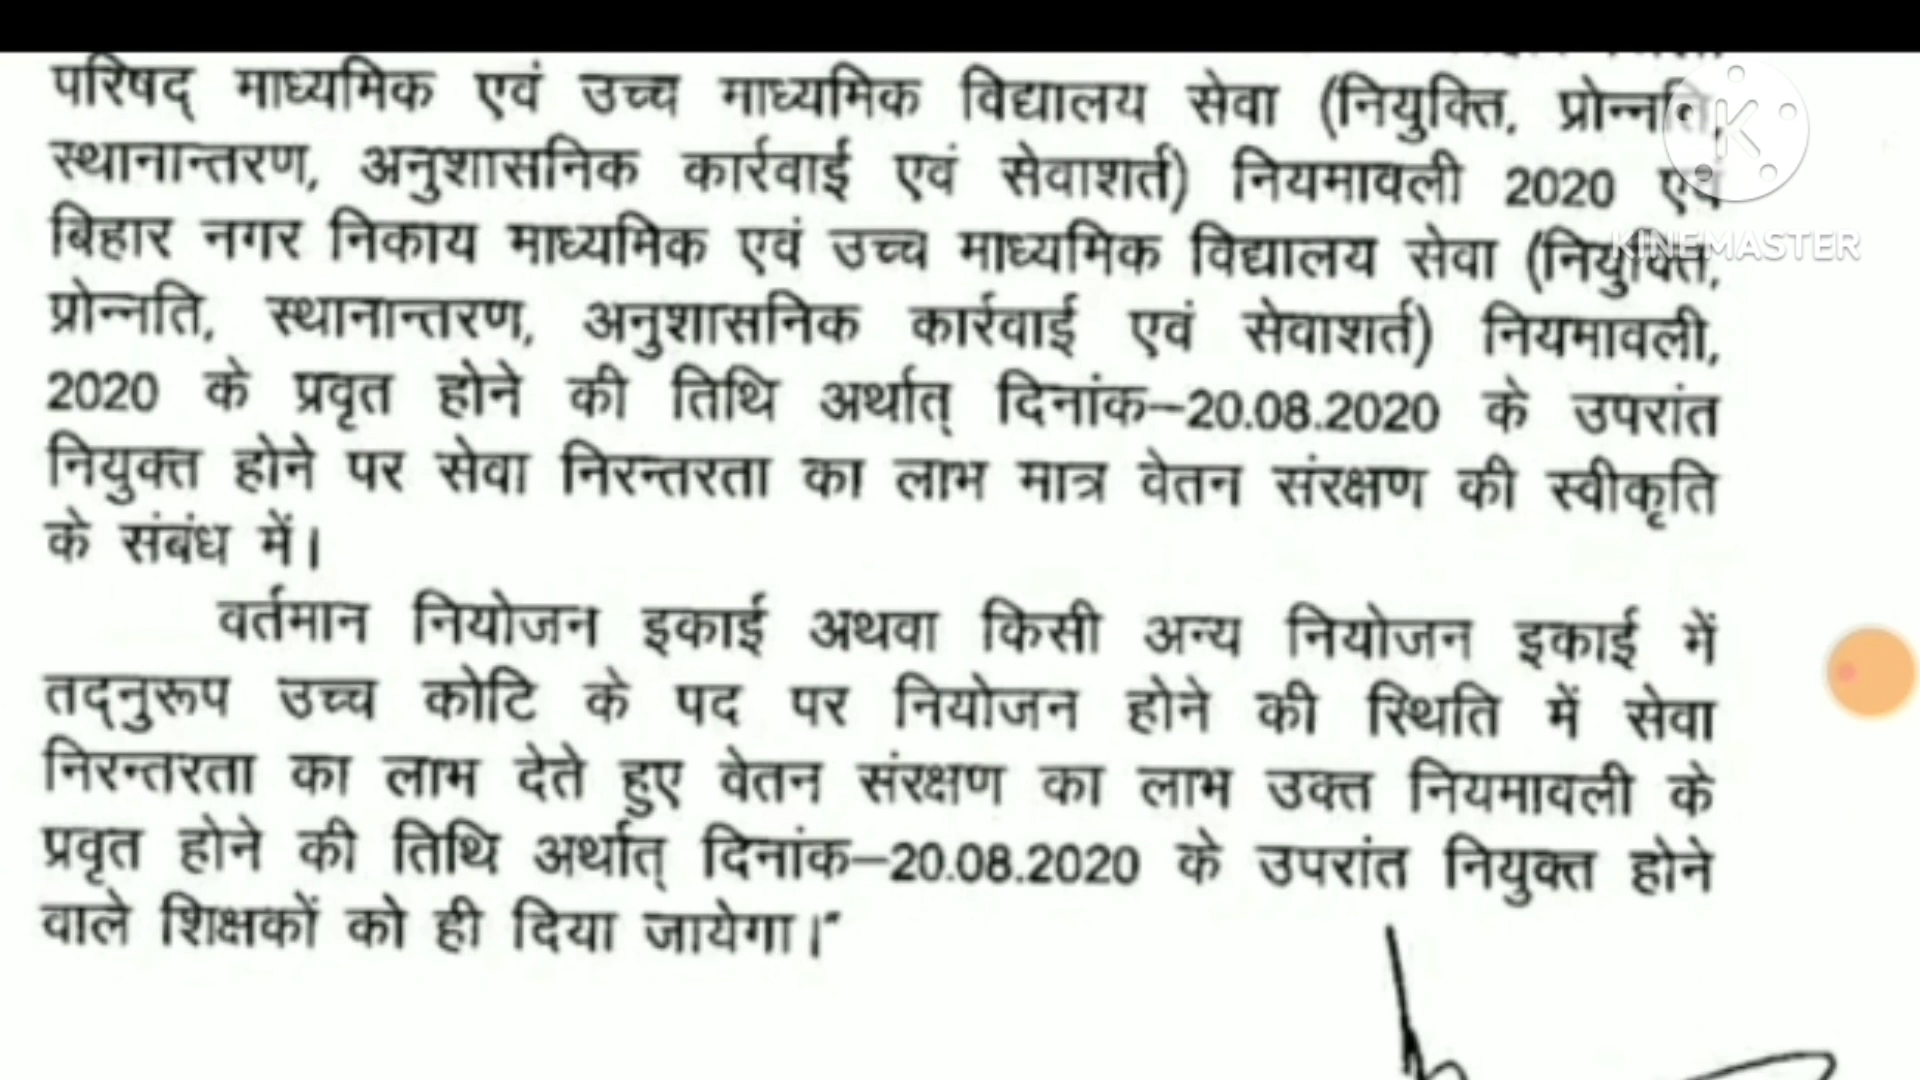 परिषद् माध्यमिक एवं उच्च माध्यमिक विद्यालय सेवा (नियुक्ति, प्रोन्नति,
स्थानान्तरण, अनुशासनिक कार्रवाई एवं सेवाशर्त) नियमावली 2020 एवं
बिहार नगर निकाय माध्यमिक एवं उच्च माध्यमिक विद्यालय सेवा (नियुक्ति,
प्रोन्नति, स्थानान्तरण, अनुशासनिक कार्रवाई एवं सेवाशर्त) नियमावली,
2020 के प्रवृत होने की तिथि अर्थात् दिनांक–20.08.2020 के उपरांत
नियुक्त होने पर सेवा निरन्तरता का लाभ मात्र वेतन संरक्षण की स्वीकृति
के संबंध में।
वर्तमान नियोजन इकाई अथवा किसी अन्य नियोजन इकाई में
तद्नुरूप उच्च कोटि के पद पर नियोजन होने की स्थिति में सेवा
निरन्तरता का लाभ देते हुए वेतन संरक्षण का लाभ उक्त नियमावली के
प्रवृत होने की तिथि अर्थात् दिनांक–20.08.2020 के उपरांत नियुक्त होने
वाले शिक्षकों को ही दिया जायेगा।"
K
KINEMASTER